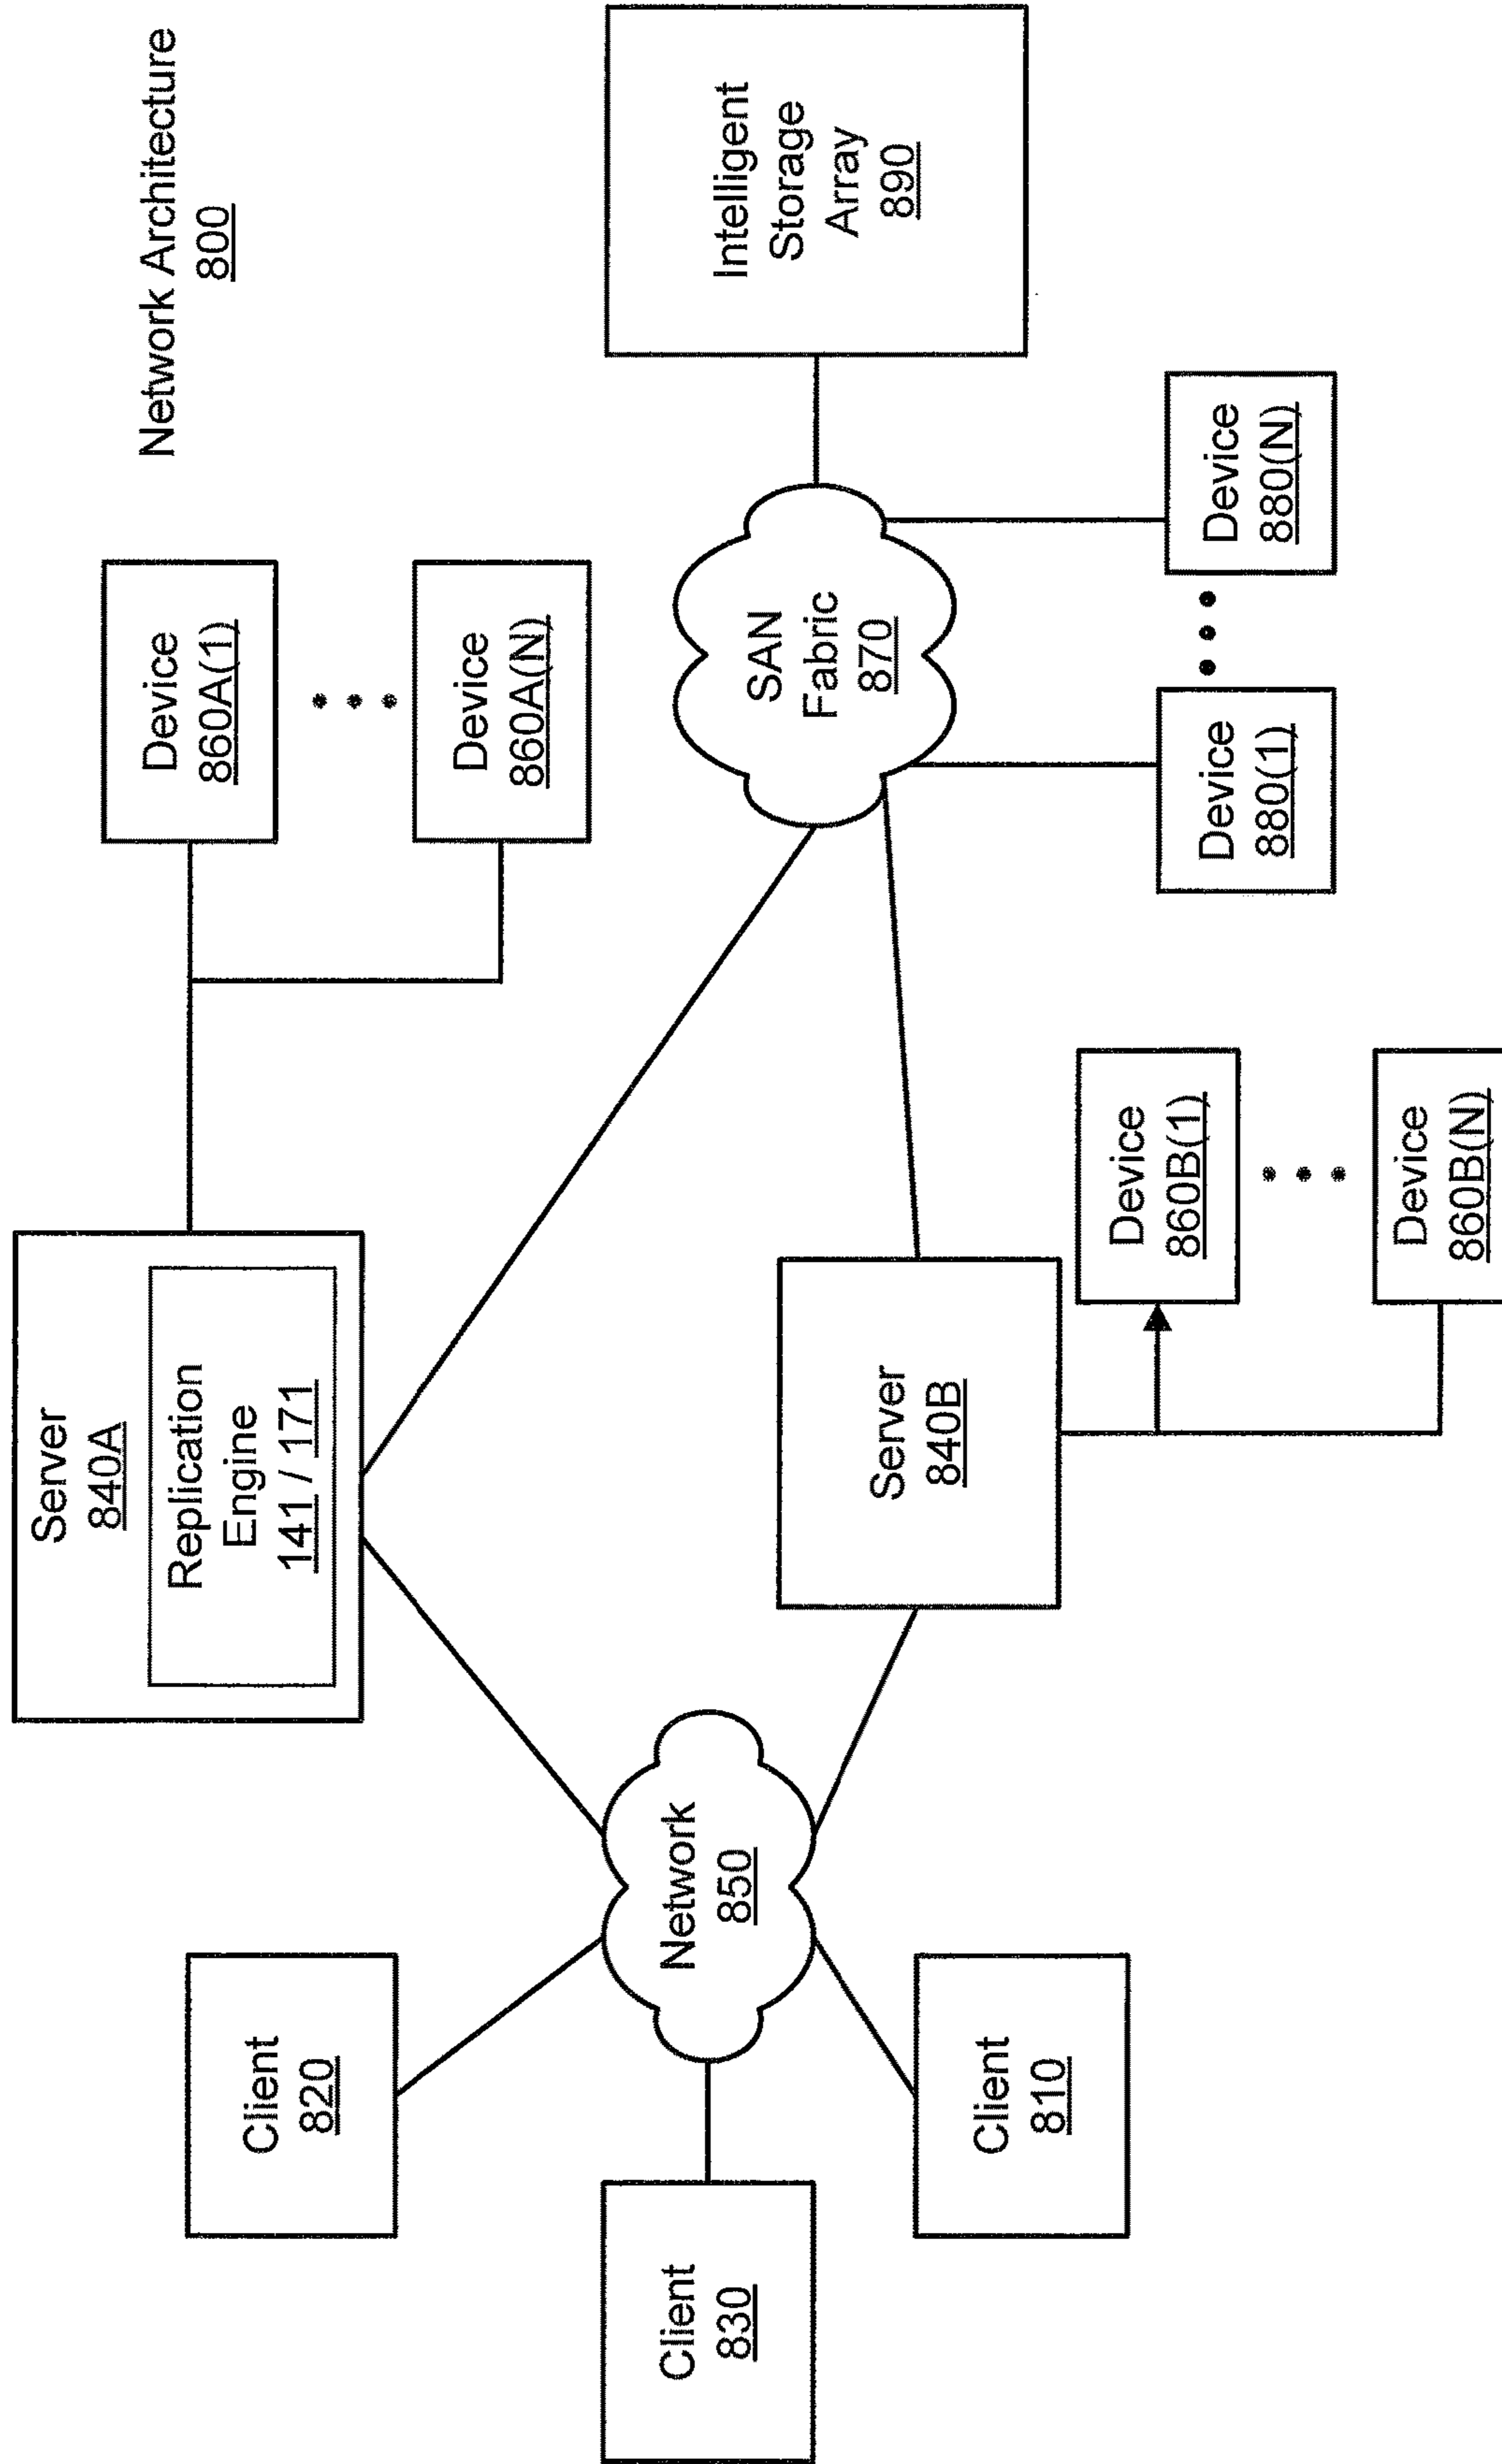 Network Architecture
800
Server
840A
Replication
Engine
141 / 171
Device
860A(1)
Device
860A(N)
Client
820
Client
830
Client
810
Network
850
SAN
Fabric
870
Intelligent
Storage
Array
890
Server
840B
Device
860B(1)
Device
860B(N)
Device
880(1)
Device
880(N)